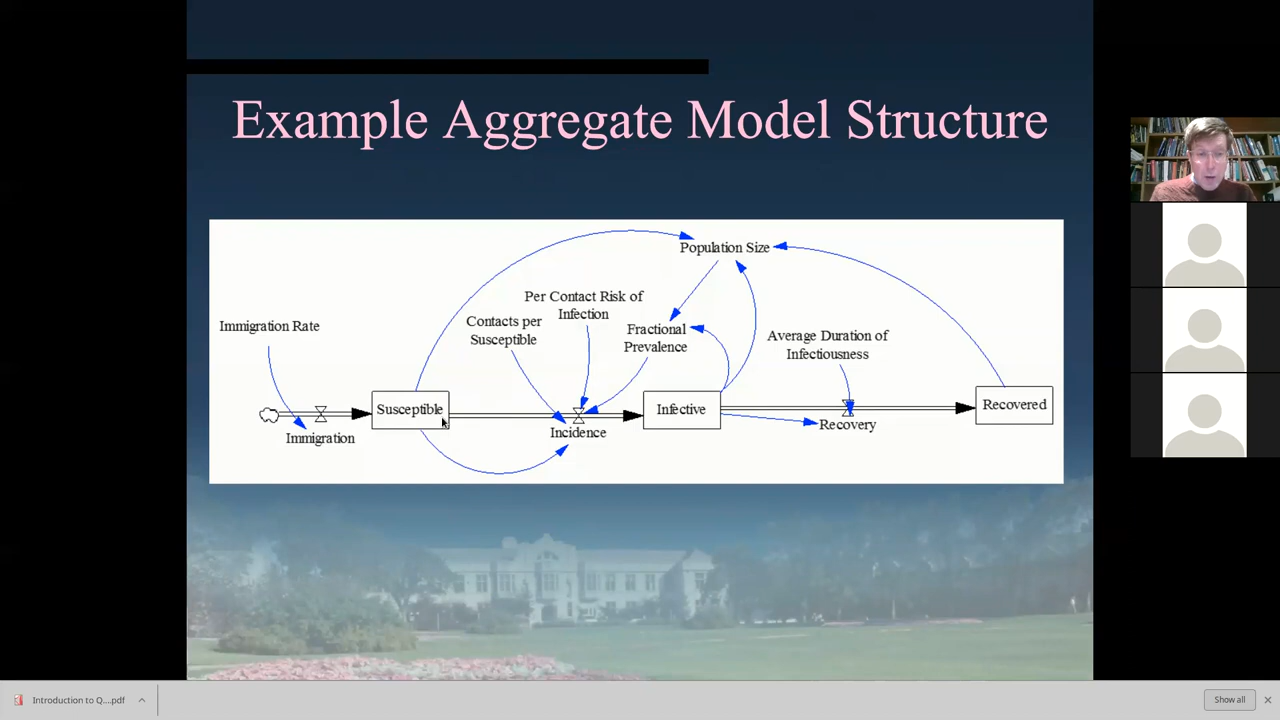 Example Aggregate Model Structure
Population Size
Per Contact Risk of
Infection
Contacts per
Susceptible
Immigration Rate
Fractional
Prevalence
Average Duration of
Infectiousness
Susceptible
Infective
Recovered
Immigration
Incidence
Recovery
Introduction to Q....pdf
Show all